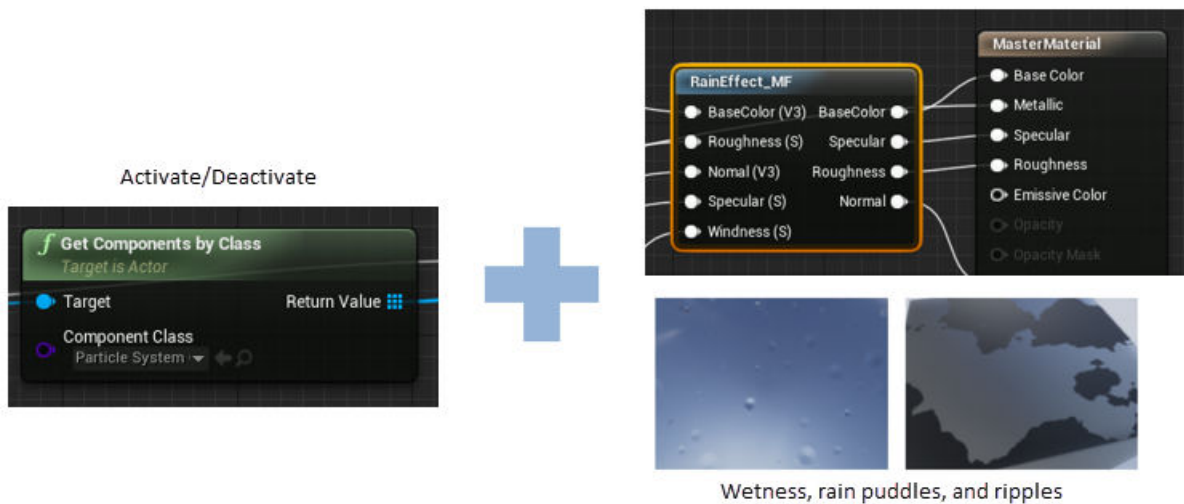 Activate/Deactivate
f Get Components by Class
Target is Actor
Target Return Value
Component Class
Particle System
RainEffect_MF
BaseColor (V3) BaseColor
Roughness (S) Specular
Nomal (V3) Roughness
Specular (S) Normal
Windness (S)
MasterMaterial
Base Color
Metallic
Specular
Roughness
Emissive Color
Opacity
Opacity Mask
Wetness, rain puddles, and ripples